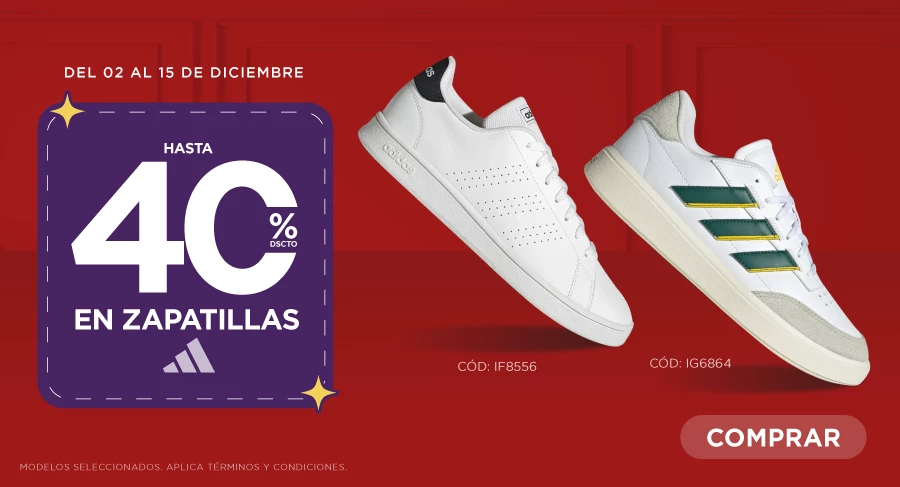 DEL 02 AL 15 DE DICIEMBRE
HASTA
40%
DSCTO
EN ZAPATILLAS
adidas
CÓD: IF8556
CÓD: IG6864
COMPRAR
MODELOS SELECCIONADOS. APLICA TÉRMINOS Y CONDICIONES.